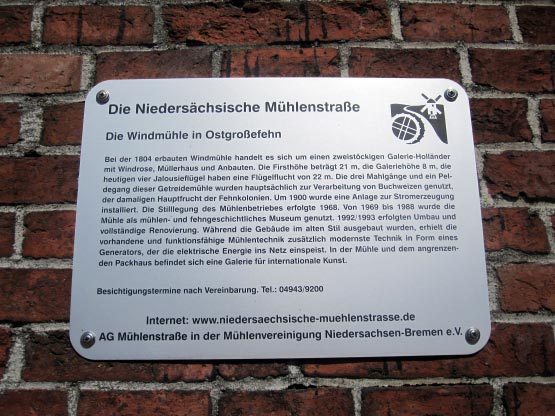 Die Niedersächsische Mühlenstraße
Die Windmühle in Ostgroßefehn
Bei der 1804 erbauten Windmühle handelt es sich um einen zweistöckigen Galerie-Holländer
mit Windrose, Müllerhaus und Anbauten. Die Firsthöhe beträgt 21 m, die Galeriehöhe 8 m, die
heutigen vier Jalousieflügel haben eine Flügelflucht von 22 m. Die drei Mahlgänge und ein Pel-
degang dieser Getreidemühle wurden hauptsächlich zur Verarbeitung von Buchweizen genutzt,
der damaligen Hauptfrucht der Fehnkolonien. Um 1900 wurde eine Anlage zur Stromerzeugung
installiert. Die Stilllegung des Mühlenbetriebes erfolgte 1968. Von 1969 bis 1988 wurde die
Mühle als mühlen- und fehngeschichtliches Museum genutzt. 1992/1993 erfolgten Umbau und
vollständige Renovierung. Während die Gebäude im alten Stil ausgebaut wurden, erhielt die
vorhandene und funktionsfähige Mühlentechnik zusätzlich modernste Technik in Form eines
Generators, der die elektrische Energie ins Netz einspeist. In der Mühle und dem angrenzen-
den Packhaus befindet sich eine Galerie für internationale Kunst.
Besichtigungstermine nach Vereinbarung. Tel.: 04943/9200
Internet: www.niedersaechsische-muehlenstrasse.de
AG Mühlenstraße in der Mühlenvereinigung Niedersachsen-Bremen e.V.